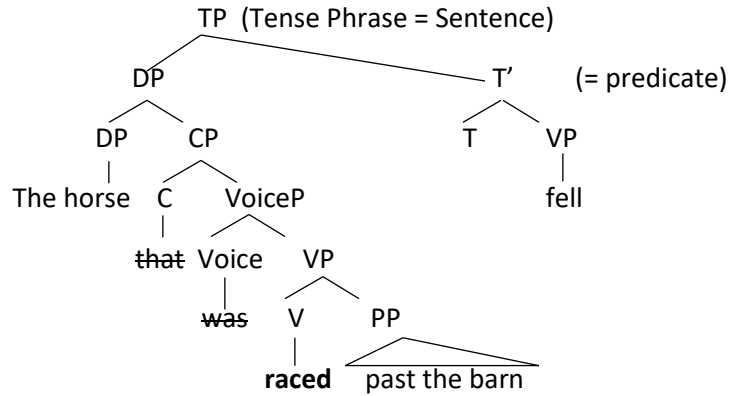 TP (Tense Phrase = Sentence)
DP T’ (= predicate)
DP CP T VP
The horse C VoiceP fell
that Voice VP
was V PP
raced past the barn